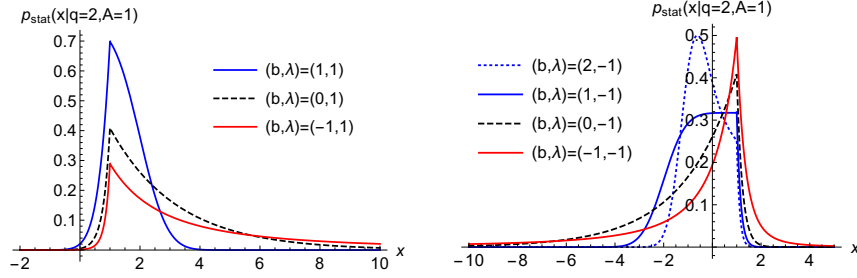 p_stat(x|q=2,A=1)
0.7
0.6
0.5
0.4
0.3
0.2
0.1
(b,λ)=(1,1)
(b,λ)=(0,1)
(b,λ)=(-1,1)
-2 0 2 4 6 8 10 x
p_stat(x|q=2,A=1)
0.5
0.4
0.3
0.2
0.1
(b,λ)=(2,-1)
(b,λ)=(1,-1)
(b,λ)=(0,-1)
(b,λ)=(-1,-1)
-10 -8 -6 -4 -2 0 2 4 x